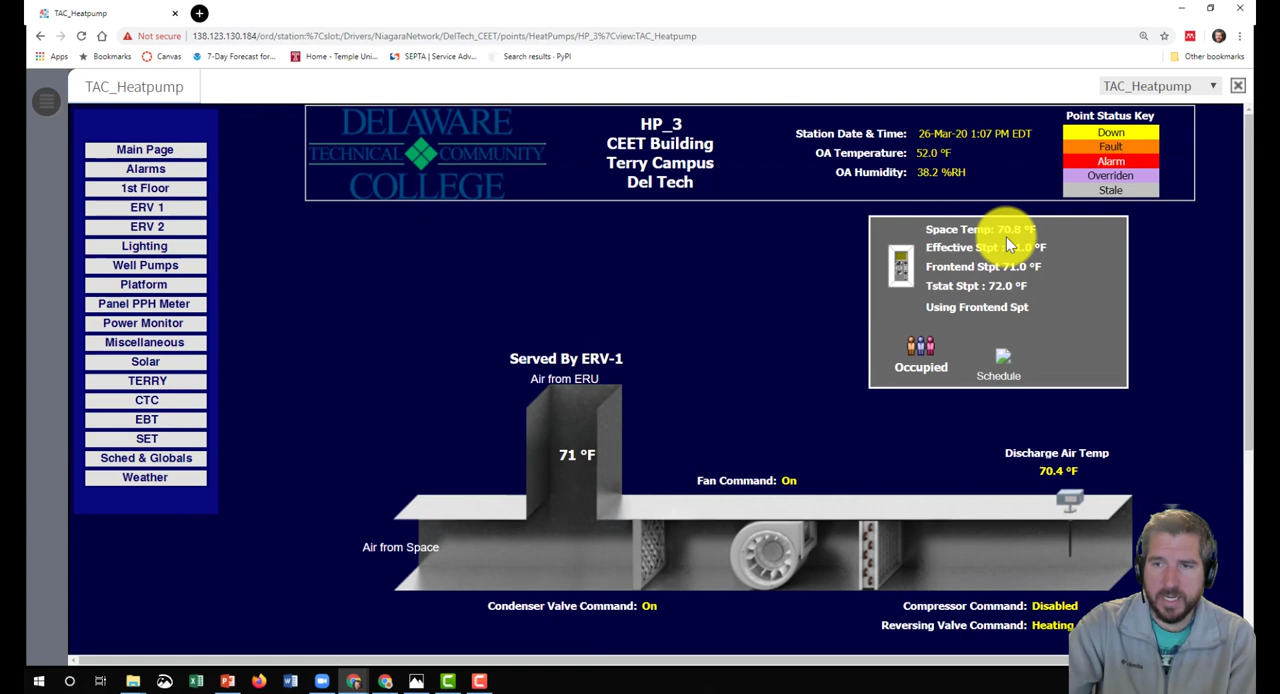 TAC_Heatpump
Not secure
138.123.130.184/ord/station:%7Cslot:/Drivers/NiagaraNetwork/DelTech_CEET/points/HeatPumps/HP_3%7Cview:TAC_Heatpump
Apps
Bookmarks
Canvas
7-Day Forecast for...
Home - Temple Uni...
SEPTA | Service Adv...
Search results · PyPI
Other bookmarks
TAC_Heatpump
TAC_Heatpump
Main Page
Alarms
1st Floor
ERV 1
ERV 2
Lighting
Well Pumps
Platform
Panel PPH Meter
Power Monitor
Miscellaneous
Solar
TERRY
CTC
EBT
SET
Sched & Globals
Weather
DELAWARE
TECHNICAL COMMUNITY
COLLEGE
HP_3
CEET Building
Terry Campus
Del Tech
Station Date & Time: 26-Mar-20 1:07 PM EDT
OA Temperature: 52.0 °F
OA Humidity: 38.2 %RH
Point Status Key
Down
Fault
Alarm
Overriden
Stale
Space Temp: 70.8 °F
Effective Stpt : .0 °F
Frontend Stpt 71.0 °F
Tstat Stpt : 72.0 °F
Using Frontend Spt
Occupied
Schedule
Served By ERV-1
Air from ERU
71 °F
Discharge Air Temp
70.4 °F
Fan Command: On
Air from Space
Condenser Valve Command: On
Compressor Command: Disabled
Reversing Valve Command: Heating